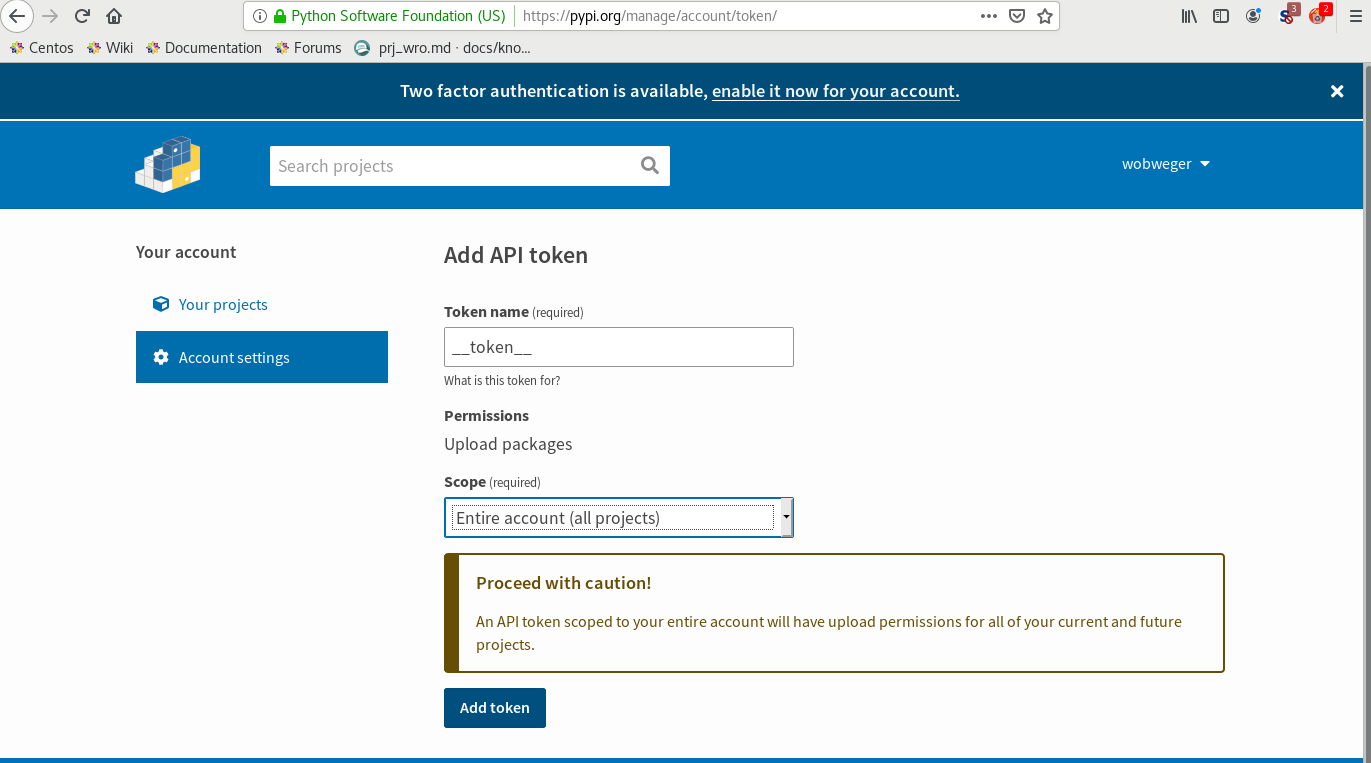 Python Software Foundation (US) https://pypi.org/manage/account/token/
3
2
Centos Wiki Documentation Forums prj_wro.md · docs/kno...
Two factor authentication is available, enable it now for your account.
Search projects
wobweger
Your account
Your projects
Account settings
Add API token
Token name (required)
__token__
What is this token for?
Permissions
Upload packages
Scope (required)
Entire account (all projects)
Proceed with caution!
An API token scoped to your entire account will have upload permissions for all of your current and future
projects.
Add token